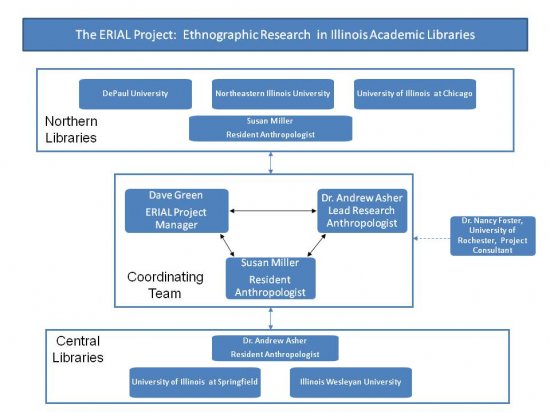 The ERIAL Project: Ethnographic Research in Illinois Academic Libraries
DePaul University
Northeastern Illinois University
University of Illinois at Chicago
Northern
Libraries
Susan Miller
Resident Anthropologist
Dave Green
ERIAL Project
Manager
Dr. Andrew Asher
Lead Research
Anthropologist
Dr. Nancy Foster,
University of
Rochester, Project
Consultant
Susan Miller
Resident
Anthropologist
Coordinating
Team
Central
Libraries
Dr. Andrew Asher
Resident Anthropologist
University of Illinois at Springfield
Illinois Wesleyan University